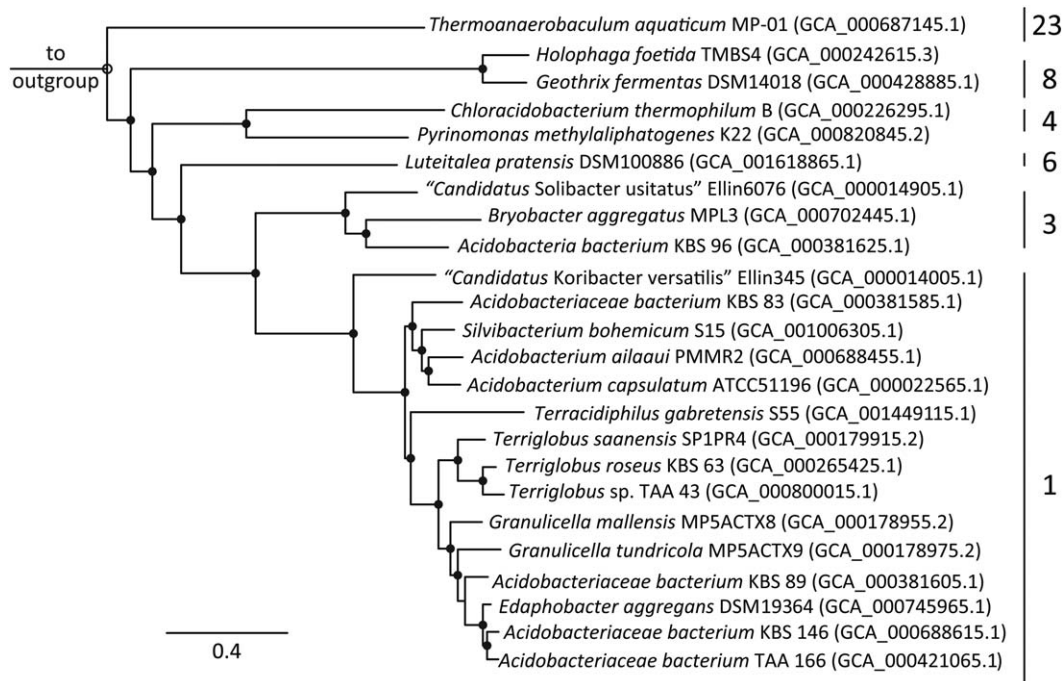 Thermoanaerobaculum aquaticum MP-01 (GCA_000687145.1)
23
to
outgroup
Holophaga foetida TMBS4 (GCA_000242615.3)
Geothrix fermentas DSM14018 (GCA_000428885.1)
8
Chloracidobacterium thermophilum B (GCA_000226295.1)
Pyrinomonas methylaliphatogenes K22 (GCA_000820845.2)
4
Luteitalea pratensis DSM100886 (GCA_001618865.1)
6
“Candidatus Solibacter usitatus” Ellin6076 (GCA_000014905.1)
Bryobacter aggregatus MPL3 (GCA_000702445.1)
Acidobacteria bacterium KBS 96 (GCA_000381625.1)
3
“Candidatus Koribacter versatilis” Ellin345 (GCA_000014005.1)
Acidobacteriaceae bacterium KBS 83 (GCA_000381585.1)
Silvibacterium bohemicum S15 (GCA_001006305.1)
Acidobacterium ailaaui PMMR2 (GCA_000688455.1)
Acidobacterium capsulatum ATCC51196 (GCA_000022565.1)
Terracidiphilus gabretensis S55 (GCA_001449115.1)
Terriglobus saanensis SP1PR4 (GCA_000179915.2)
Terriglobus roseus KBS 63 (GCA_000265425.1)
Terriglobus sp. TAA 43 (GCA_000800015.1)
1
Granulicella mallensis MP5ACTX8 (GCA_000178955.2)
Granulicella tundricola MP5ACTX9 (GCA_000178975.2)
Acidobacteriaceae bacterium KBS 89 (GCA_000381605.1)
Edaphobacter aggregans DSM19364 (GCA_000745965.1)
Acidobacteriaceae bacterium KBS 146 (GCA_000688615.1)
Acidobacteriaceae bacterium TAA 166 (GCA_000421065.1)
0.4